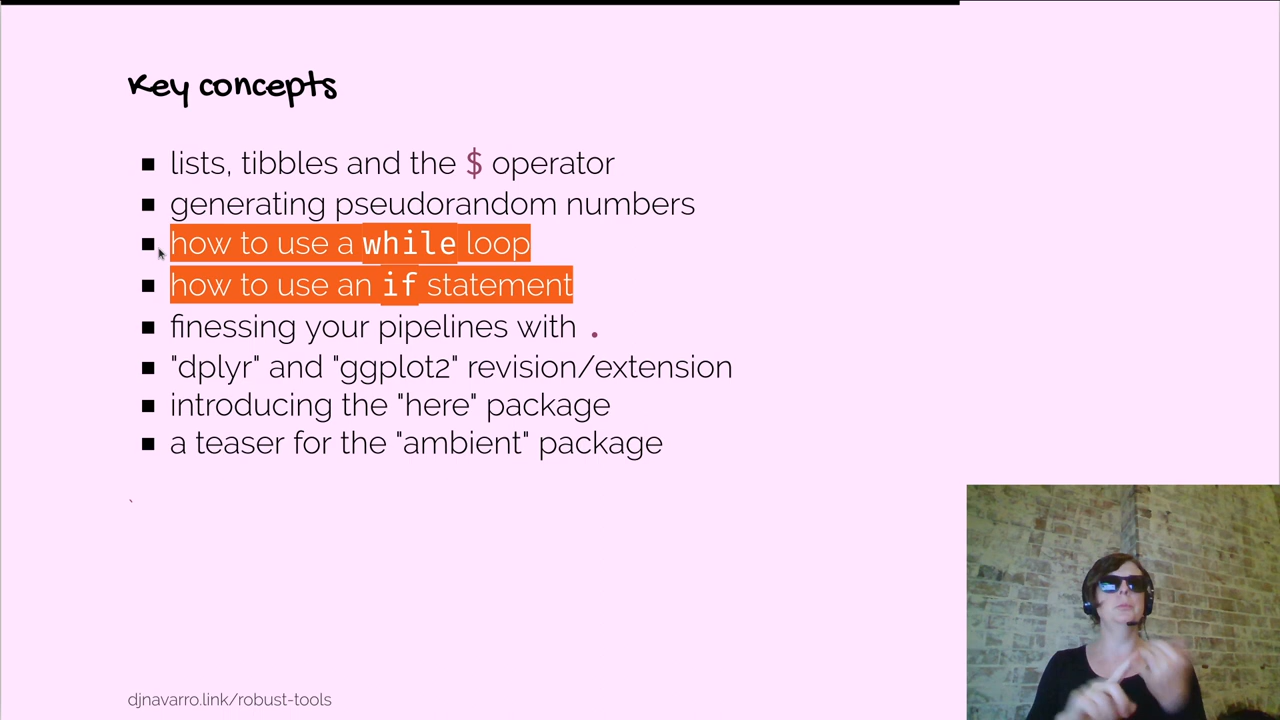 Key concepts
lists, tibbles and the $ operator
generating pseudorandom numbers
how to use a while loop
how to use an if statement
finessing your pipelines with .
"dplyr" and "ggplot2" revision/extension
introducing the "here" package
a teaser for the "ambient" package
`
djnavarro.link/robust-tools